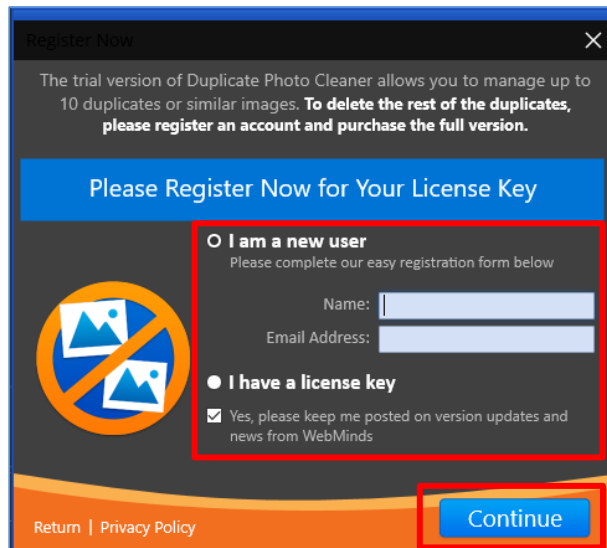 Register Now
The trial version of Duplicate Photo Cleaner allows you to manage up to
10 duplicates or similar images. To delete the rest of the duplicates,
please register an account and purchase the full version.
Please Register Now for Your License Key
I am a new user
Please complete our easy registration form below
Name:
Email Address:
I have a license key
Yes, please keep me posted on version updates and
news from WebMinds
Return | Privacy Policy
Continue